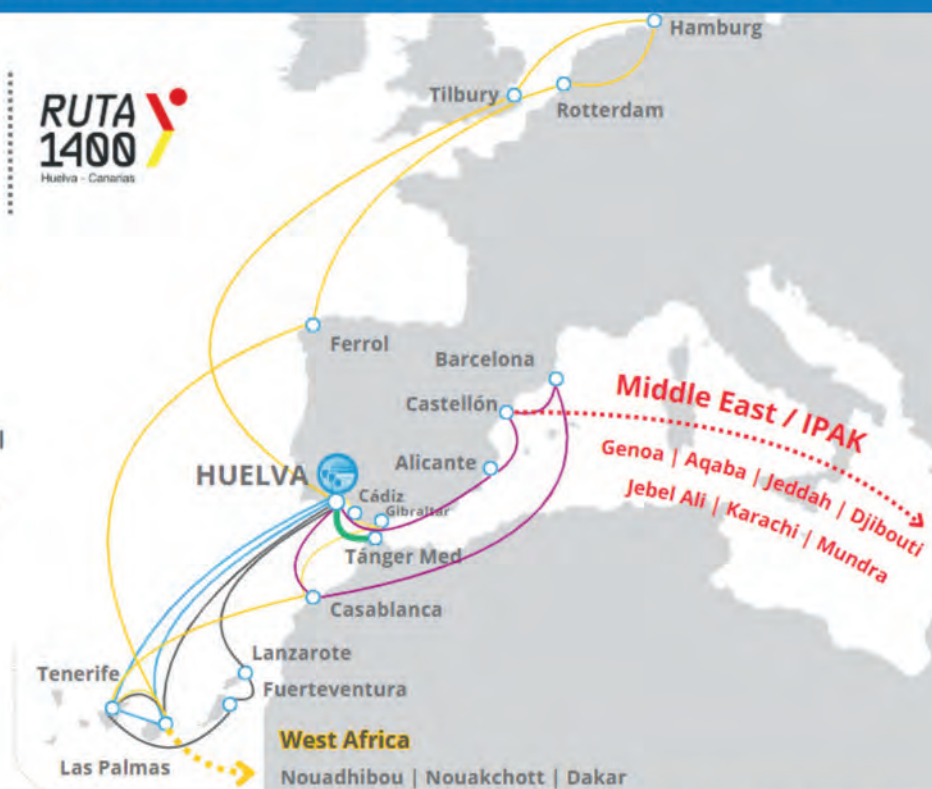 Hamburg
Tilbury
Rotterdam
RUTA
1400
Huelva - Canarias
Ferrol
Barcelona
Castellón
Middle East / IPAK
Genoa | Aqaba | Jeddah | Djibouti
Jebel Ali | Karachi | Mundra
Alicante
HUELVA
Cádiz
Gibraltar
Tánger Med
Casablanca
Lanzarote
Tenerife
Fuerteventura
West Africa
Las Palmas
Nouadhibou | Nouakchott | Dakar